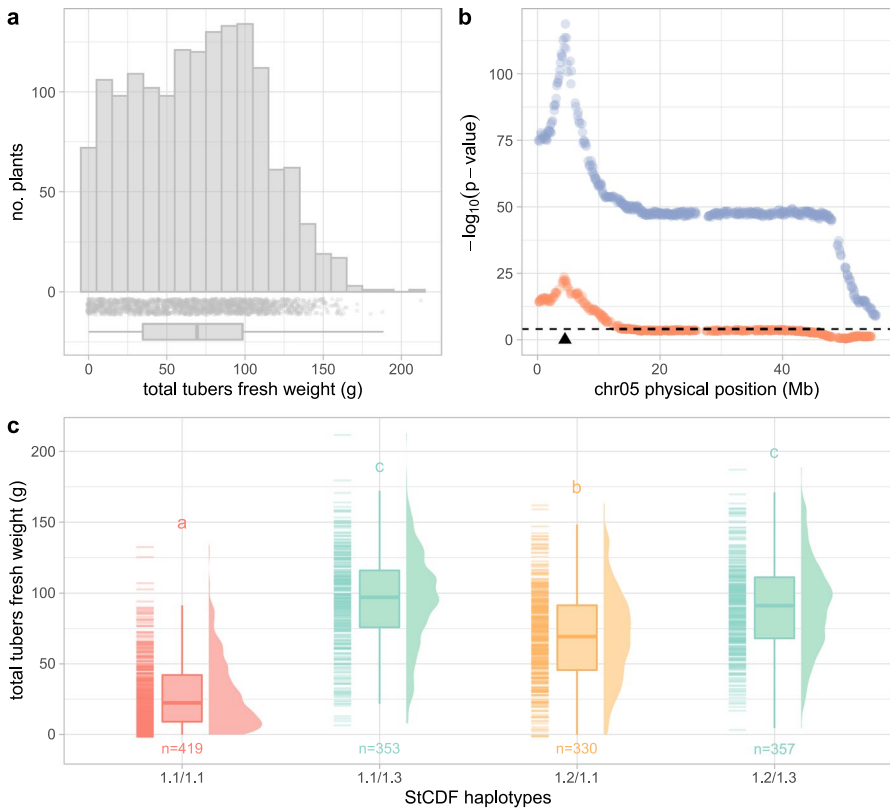 a
no. plants
100
50
0
0
50
100
150
200
total tubers fresh weight (g)
b
−log₁₀(p−value)
100
75
50
25
0
0
20
40
chr05 physical position (Mb)
c
total tubers fresh weight (g)
200
150
100
50
0
a
c
b
c
n=419
n=353
n=330
n=357
1.1/1.1
1.1/1.3
1.2/1.1
1.2/1.3
StCDF haplotypes